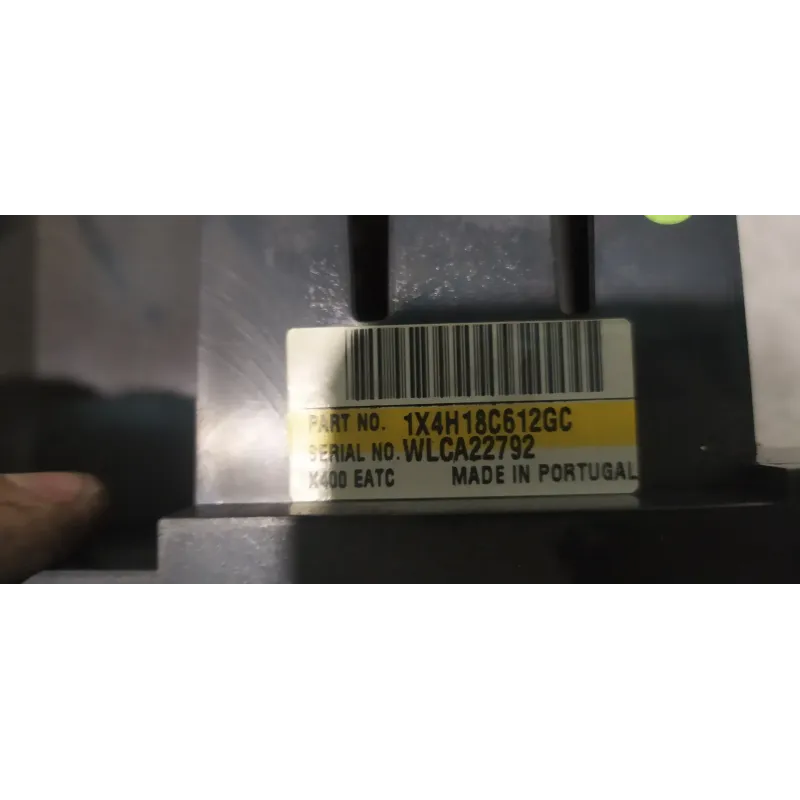 PART NO. 1X4H18C612GC
SERIAL NO. WLCA22792
X400 EATC MADE IN PORTUGAL